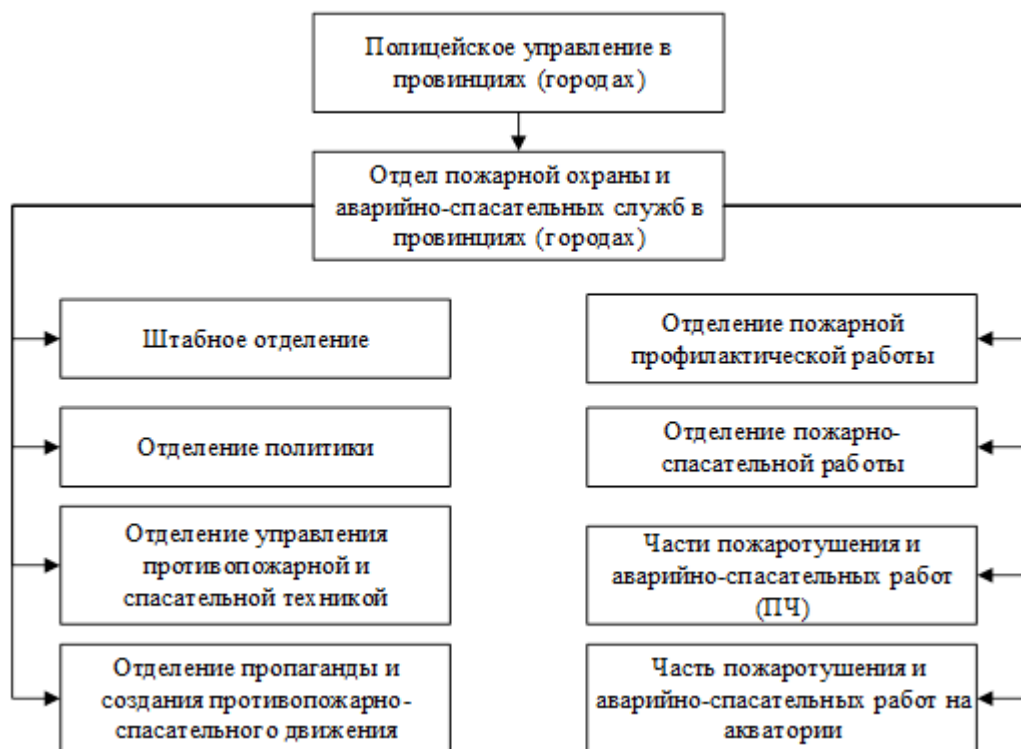 Полицейское управление в
провинциях (городах)
Отдел пожарной охраны и
аварийно-спасательных служб в
провинциях (городах)
Штабное отделение
Отделение политики
Отделение управления
противопожарной и
спасательной техникой
Отделение пропаганды и
создания противопожарно-
спасательного движения
Отделение пожарной
профилактической работы
Отделение пожарно-
спасательной работы
Части пожаротушения и
аварийно-спасательных работ
(ПЧ)
Часть пожаротушения и
аварийно-спасательных работ на
акватории